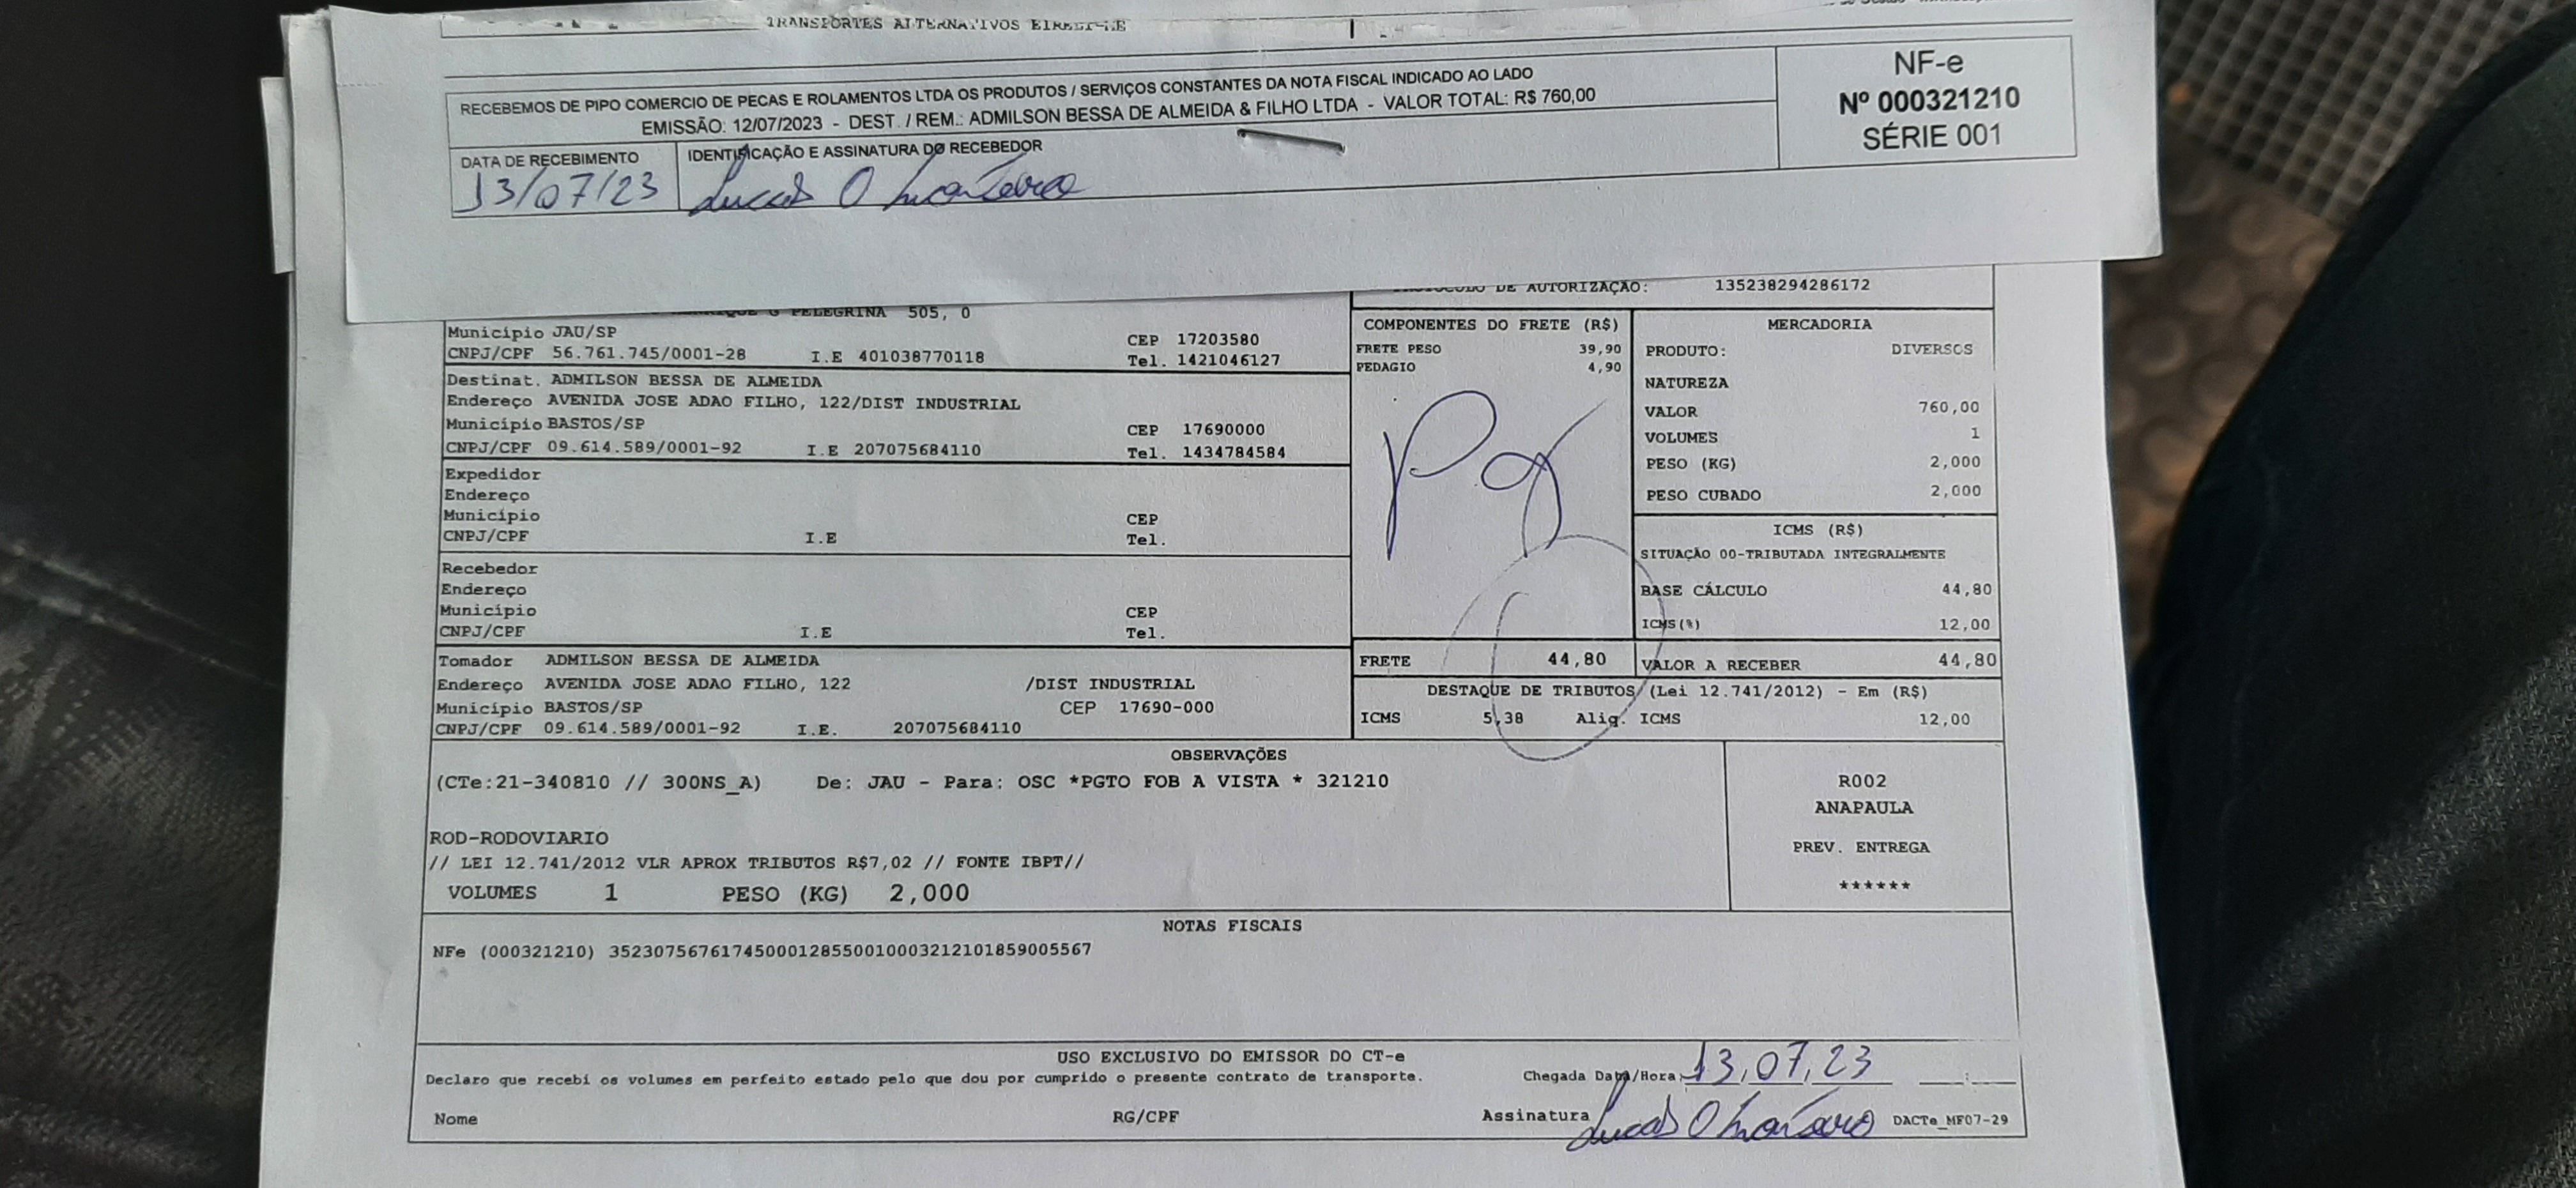 TRANSPORTES ALTERNATIVOS EIRELI-ME
RECEBEMOS DE PIPO COMERCIO DE PECAS E ROLAMENTOS LTDA OS PRODUTOS / SERVIÇOS CONSTANTES DA NOTA FISCAL INDICADO AO LADO
EMISSÃO: 12/07/2023 - DEST. / REM.: ADMILSON BESSA DE ALMEIDA & FILHO LTDA - VALOR TOTAL: R$ 760,00
NF-e
Nº 000321210
SÉRIE 001
DATA DE RECEBIMENTO
13/07/23
IDENTIFICAÇÃO E ASSINATURA DO RECEBEDOR
Lucas O Monteiro
DE AUTORIZAÇÃO: 135238294286172
G PELEGRINA 505, 0
Município JAU/SP CEP 17203580
CNPJ/CPF 56.761.745/0001-28 I.E 401038770118 Tel. 1421046127
Destinat. ADMILSON BESSA DE ALMEIDA
Endereço AVENIDA JOSE ADAO FILHO, 122/DIST INDUSTRIAL
Município BASTOS/SP CEP 17690000
CNPJ/CPF 09.614.589/0001-92 I.E 207075684110 Tel. 1434784584
Expedidor
Endereço
Município CEP
CNPJ/CPF I.E Tel.
Recebedor
Endereço
Município CEP
CNPJ/CPF I.E Tel.
Tomador ADMILSON BESSA DE ALMEIDA
Endereço AVENIDA JOSE ADAO FILHO, 122 /DIST INDUSTRIAL
Município BASTOS/SP CEP 17690-000
CNPJ/CPF 09.614.589/0001-92 I.E. 207075684110
COMPONENTES DO FRETE (R$)
FRETE PESO 39,90
PEDAGIO 4,90
Pg
FRETE 44,80
MERCADORIA
PRODUTO: DIVERSOS
NATUREZA
VALOR 760,00
VOLUMES 1
PESO (KG) 2,000
PESO CUBADO 2,000
ICMS (R$)
SITUAÇÃO 00-TRIBUTADA INTEGRALMENTE
BASE CÁLCULO 44,80
ICMS(%) 12,00
VALOR A RECEBER 44,80
DESTAQUE DE TRIBUTOS (Lei 12.741/2012) - Em (R$)
ICMS 5,38 Aliq. ICMS 12,00
OBSERVAÇÕES
(CTe:21-340810 // 300NS_A) De: JAU - Para: OSC *PGTO FOB A VISTA * 321210
ROD-RODOVIARIO
// LEI 12.741/2012 VLR APROX TRIBUTOS R$7,02 // FONTE IBPT//
VOLUMES 1 PESO (KG) 2,000
R002
ANAPAULA
PREV. ENTREGA
******
NOTAS FISCAIS
NFe (000321210) 35230756761745000128550010003212101859005567
USO EXCLUSIVO DO EMISSOR DO CT-e
Declaro que recebi os volumes em perfeito estado pelo que dou por cumprido o presente contrato de transporte.
Chegada Data/Hora: 13,07,23 __:__
Nome RG/CPF Assinatura Lucas O Monteiro DACTe_MF07-29